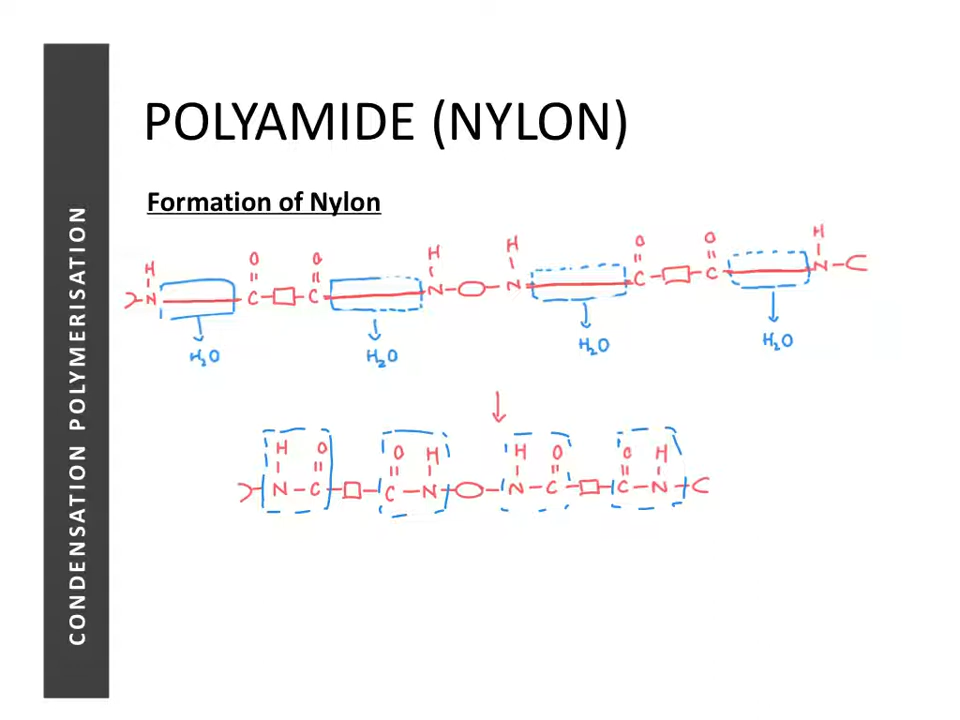 CONDENSATION POLYMERISATION
POLYAMIDE (NYLON)
Formation of Nylon
H O O H H O O H
N C C N N C C N
H₂O H₂O H₂O H₂O
H O O H H O O H
N C C N N C C N